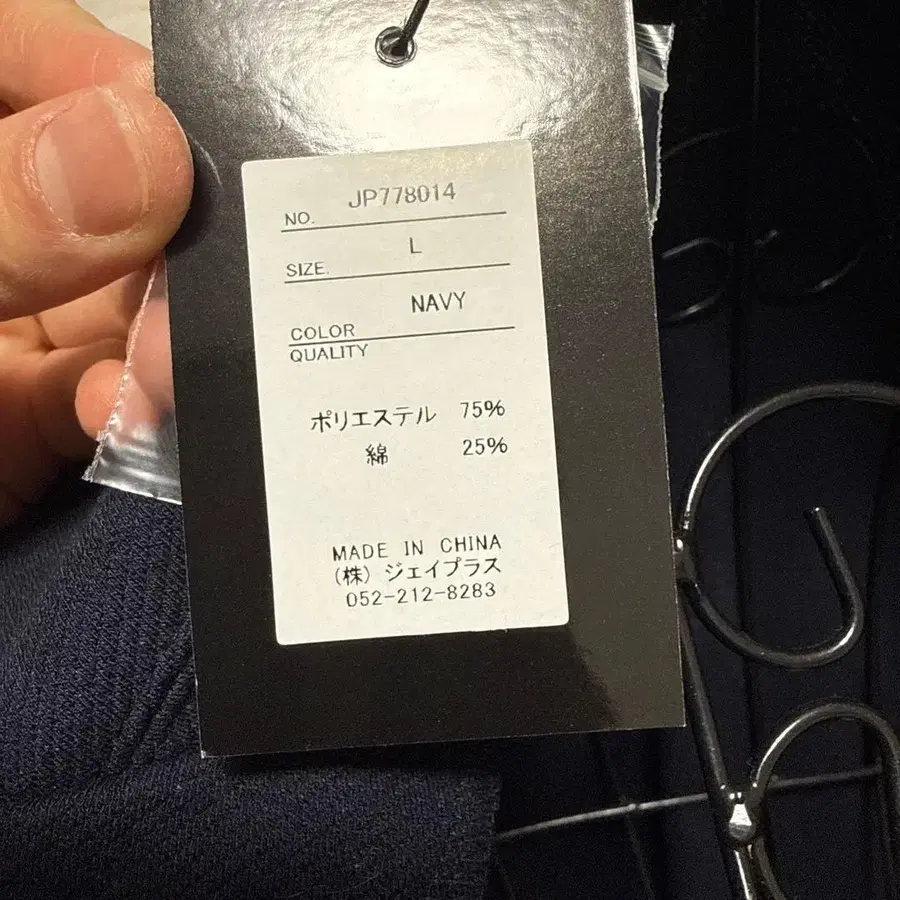 NO. JP778014
SIZE. L
COLOR NAVY
QUALITY
ポリエステル 75%
綿 25%
MADE IN CHINA
(株) ジェイプラス
052-212-8283